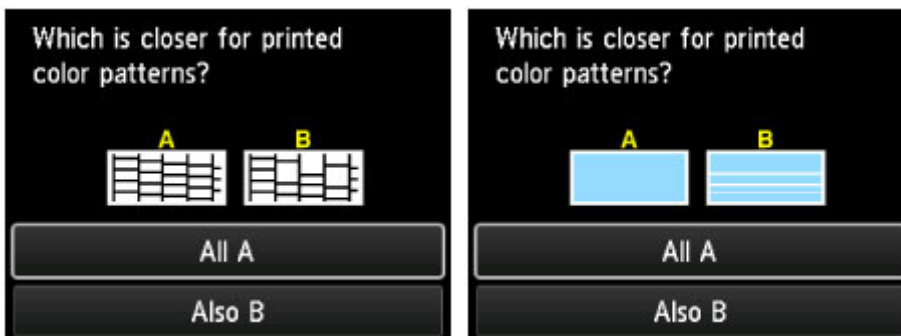 Which is closer for printed
color patterns?
A B
All A
Also B
Which is closer for printed
color patterns?
A B
All A
Also B